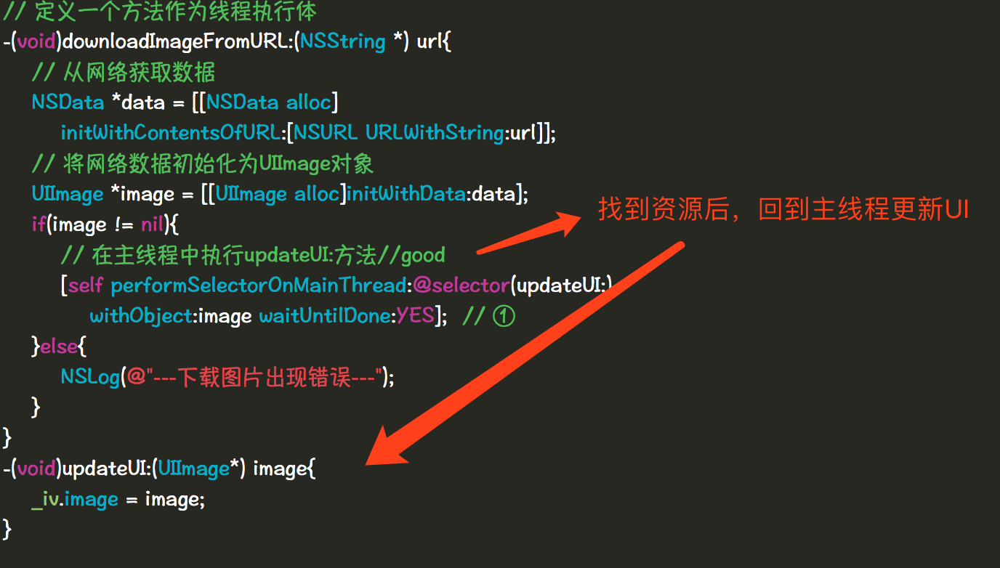 // 定义一个方法作为线程执行体
-(void)downloadImageFromURL:(NSString *) url{
// 从网络获取数据
NSData *data = [[NSData alloc]
initWithContentsOfURL:[NSURL URLWithString:url]];
// 将网络数据初始化为UIImage对象
UIImage *image = [[UIImage alloc]initWithData:data];
找到资源后，回到主线程更新UI
if(image != nil){
// 在主线程中执行updateUI:方法//good
[self performSelectorOnMainThread:@selector(updateUI:)
withObject:image waitUntilDone:YES]; // ①
}else{
NSLog(@"---下载图片出现错误---");
}
}
-(void)updateUI:(UIImage*) image{
_iv.image = image;
}